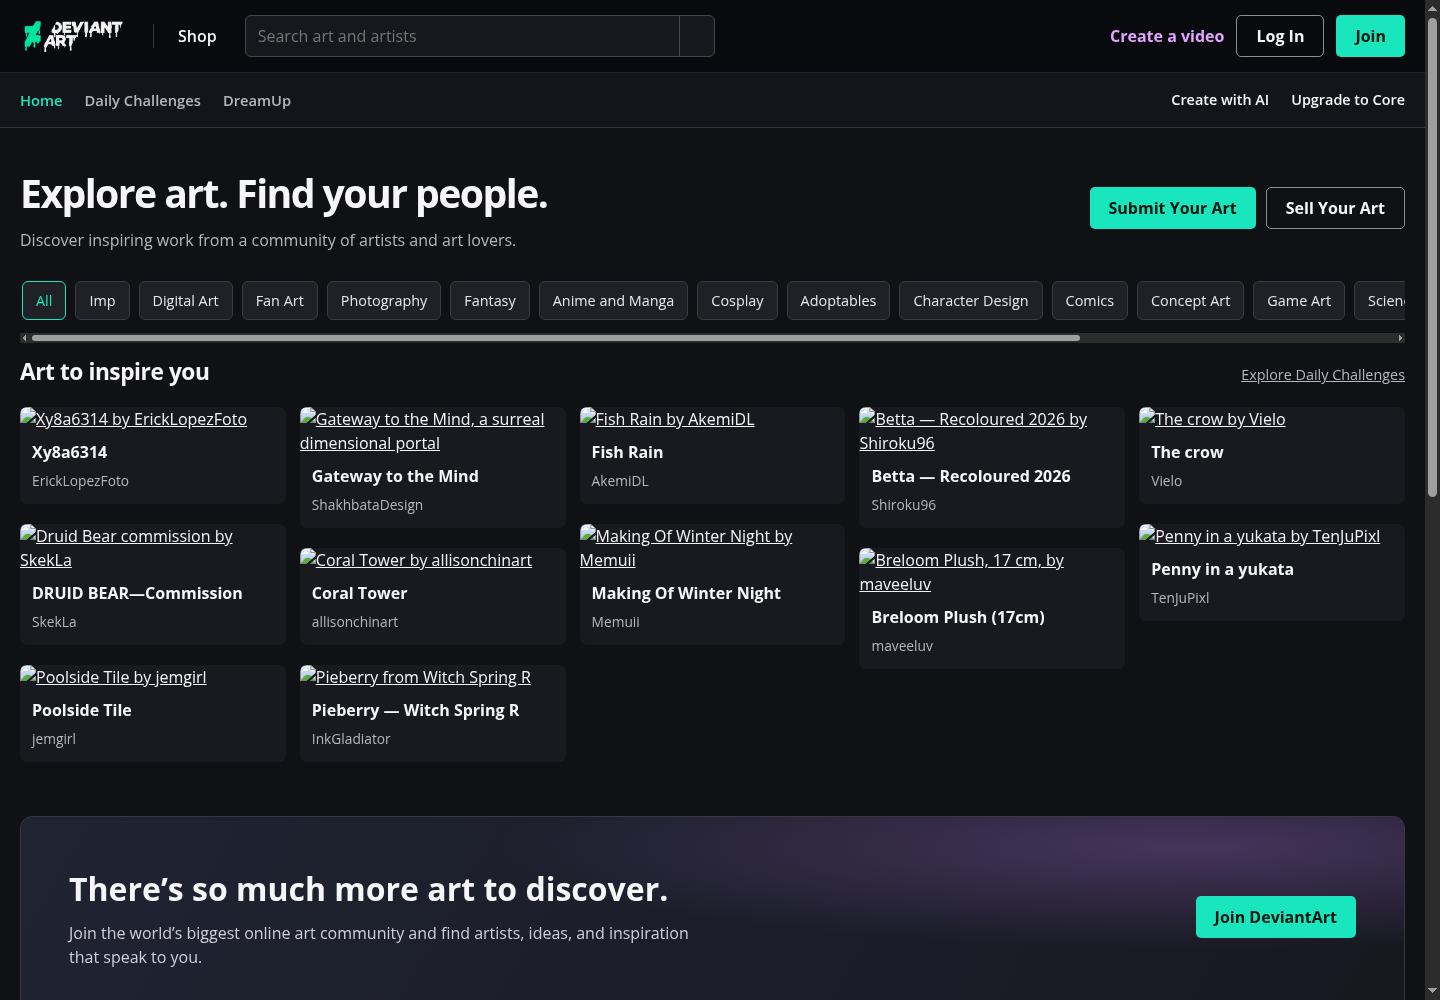 DEVIANT
ART
Shop
Search art and artists
Create a video
Log In
Join
Home
Daily Challenges
DreamUp
Create with AI
Upgrade to Core
Explore art. Find your people.
Discover inspiring work from a community of artists and art lovers.
Submit Your Art
Sell Your Art
All
Imp
Digital Art
Fan Art
Photography
Fantasy
Anime and Manga
Cosplay
Adoptables
Character Design
Comics
Concept Art
Game Art
Art to inspire you
Explore Daily Challenges
Xy8a6314 by ErickLopezFoto
Xy8a6314
ErickLopezFoto
Gateway to the Mind, a surreal
dimensional portal
Gateway to the Mind
ShakhbataDesign
Fish Rain by AkemiDL
Fish Rain
AkemiDL
Betta — Recoloured 2026 by
Shiroku96
Betta — Recoloured 2026
Shiroku96
The crow by Vielo
The crow
Vielo
Druid Bear commission by
SkekLa
DRUID BEAR—Commission
SkekLa
Coral Tower by allisonchinart
Coral Tower
allisonchinart
Making Of Winter Night by
Memuii
Making Of Winter Night
Memuii
Breloom Plush, 17 cm, by
maveeluv
Breloom Plush (17cm)
maveeluv
Penny in a yukata by TenJuPixl
Penny in a yukata
TenJuPixl
Poolside Tile by jemgirl
Poolside Tile
jemgirl
Pieberry from Witch Spring R
Pieberry — Witch Spring R
InkGladiator
There’s so much more art to discover.
Join the world’s biggest online art community and find artists, ideas, and inspiration
that speak to you.
Join DeviantArt